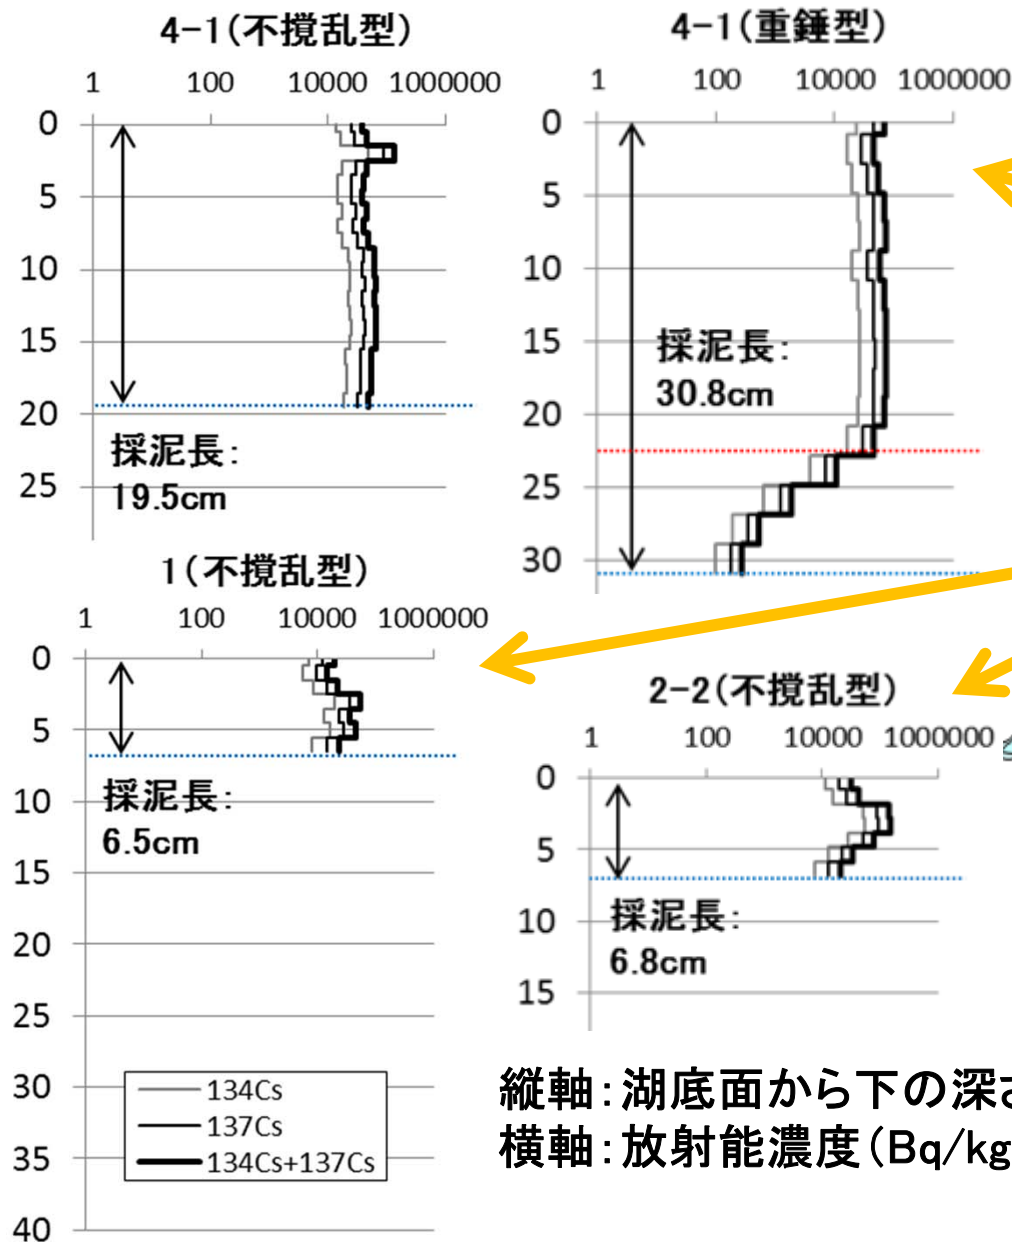 4-1(不撹乱型)
1 100 10000 1000000
0
5
10
15
20
25
採泥長:
19.5cm
4-1(重錘型)
1 100 10000 1000000
0
5
10
15
20
25
30
採泥長:
30.8cm
1(不撹乱型)
1 100 10000 1000000
0
5
10
15
20
25
30
35
40
採泥長:
6.5cm
134Cs
137Cs
134Cs+137Cs
2-2(不撹乱型)
1 100 10000 1000000
0
5
10
15
採泥長:
6.8cm
縦軸:湖底面から下の深さ
横軸:放射能濃度(Bq/kg